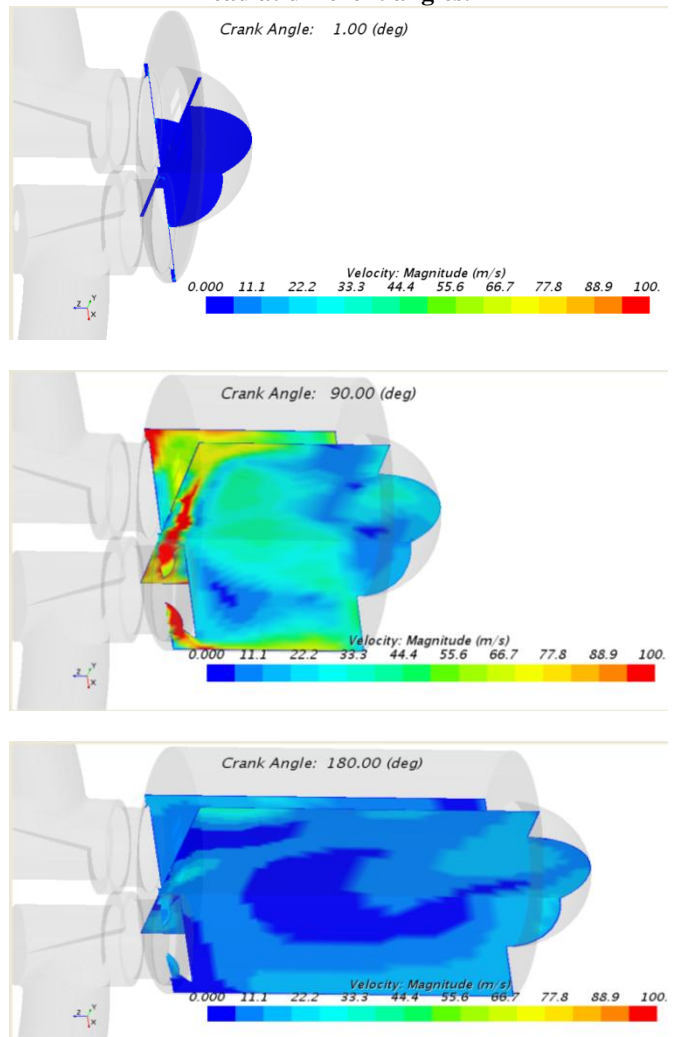 at different angles.
Crank Angle: 1.00 (deg)
Velocity: Magnitude (m/s)
0.000 11.1 22.2 33.3 44.4 55.6 66.7 77.8 88.9 100.
Z Y X
Crank Angle: 90.00 (deg)
Velocity: Magnitude (m/s)
0.000 11.1 22.2 33.3 44.4 55.6 66.7 77.8 88.9 100.
Z Y X
Crank Angle: 180.00 (deg)
Velocity: Magnitude (m/s)
0.000 11.1 22.2 33.3 44.4 55.6 66.7 77.8 88.9 100.
Z Y X